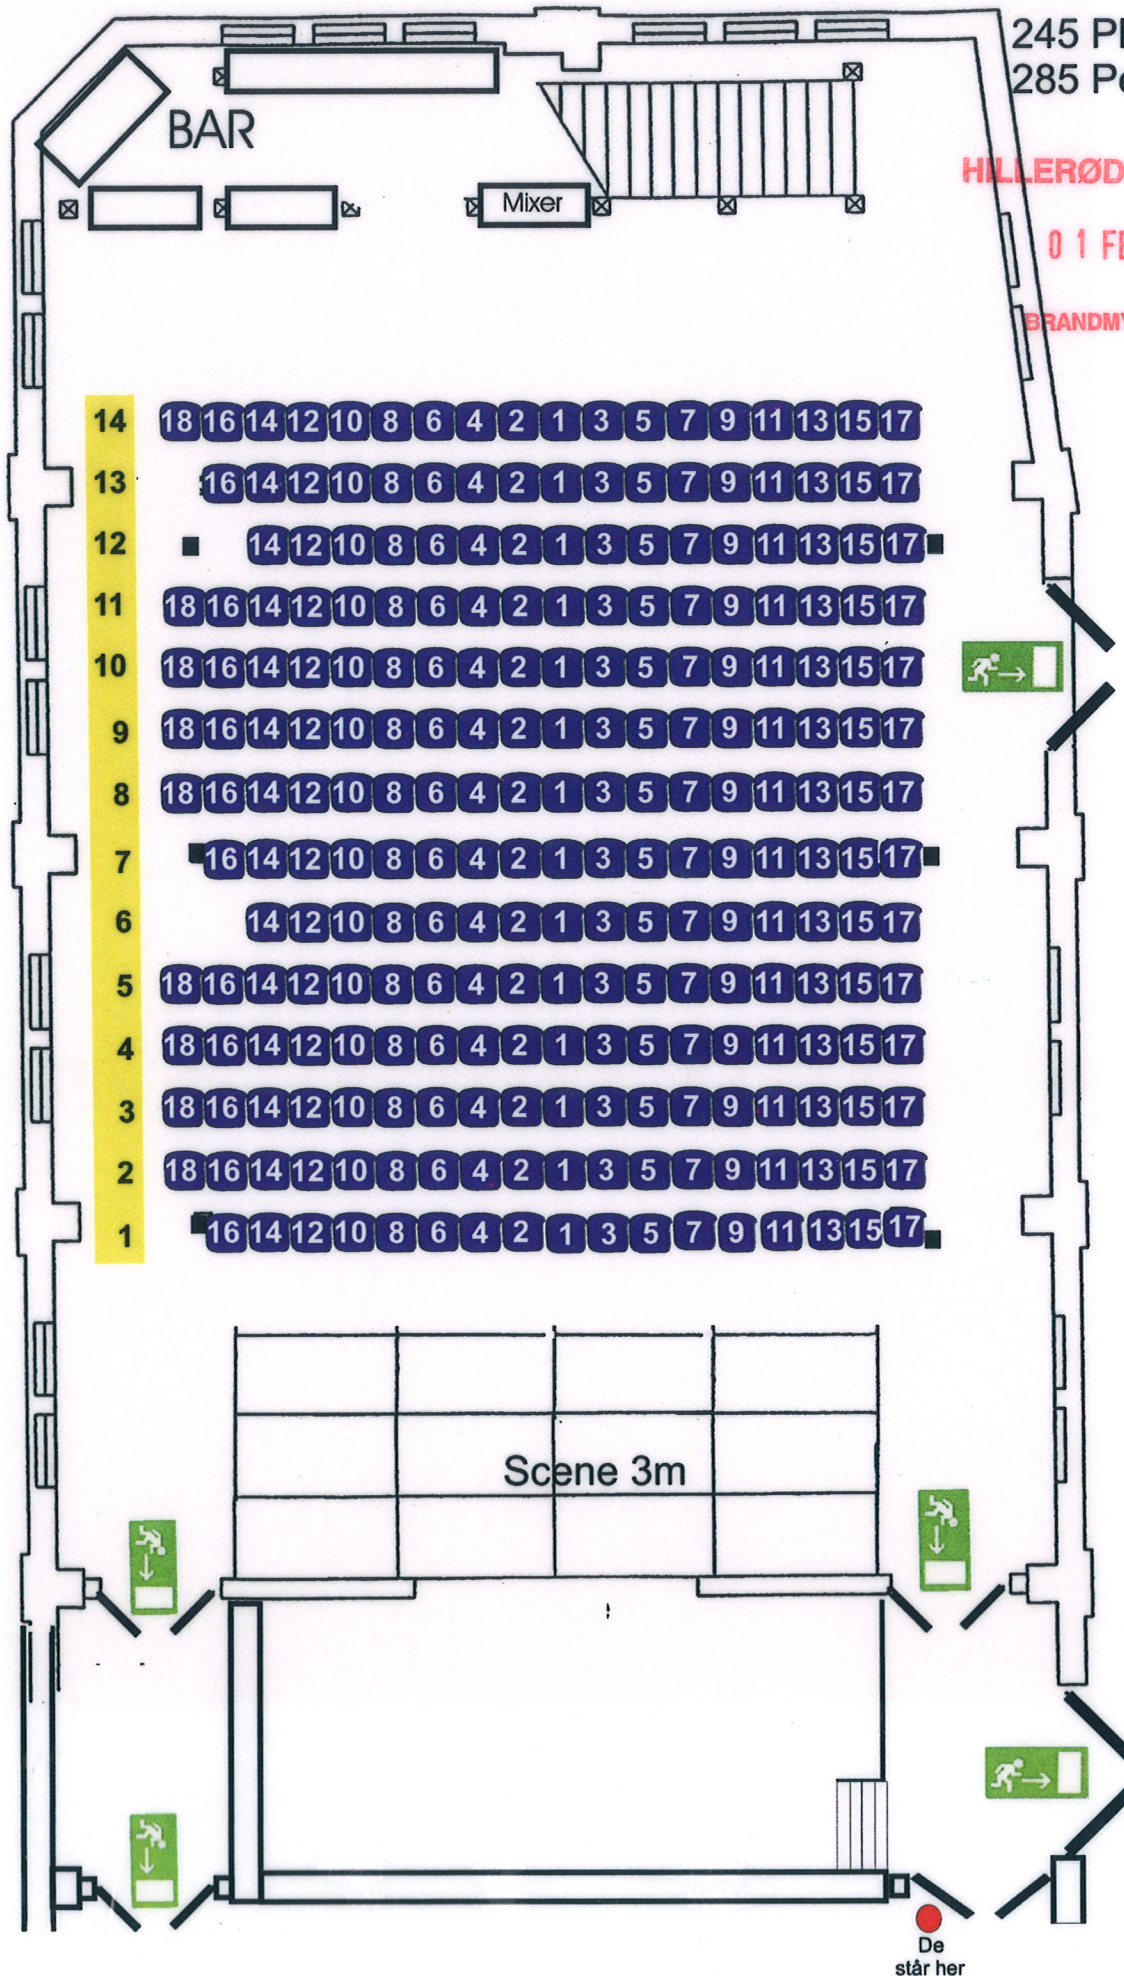 245 Pl
285 Pe
BAR
HILLERØD
Mixer
0 1 FE
BRANDMY
14 18 16 14 12 10 8 6 4 2 1 3 5 7 9 11 13 15 17
13 16 14 12 10 8 6 4 2 1 3 5 7 9 11 13 15 17
12 14 12 10 8 6 4 2 1 3 5 7 9 11 13 15 17
11 18 16 14 12 10 8 6 4 2 1 3 5 7 9 11 13 15 17
10 18 16 14 12 10 8 6 4 2 1 3 5 7 9 11 13 15 17
9 18 16 14 12 10 8 6 4 2 1 3 5 7 9 11 13 15 17
8 18 16 14 12 10 8 6 4 2 1 3 5 7 9 11 13 15 17
7 16 14 12 10 8 6 4 2 1 3 5 7 9 11 13 15 17
6 14 12 10 8 6 4 2 1 3 5 7 9 11 13 15 17
5 18 16 14 12 10 8 6 4 2 1 3 5 7 9 11 13 15 17
4 18 16 14 12 10 8 6 4 2 1 3 5 7 9 11 13 15 17
3 18 16 14 12 10 8 6 4 2 1 3 5 7 9 11 13 15 17
2 18 16 14 12 10 8 6 4 2 1 3 5 7 9 11 13 15 17
1 16 14 12 10 8 6 4 2 1 3 5 7 9 11 13 15 17
Scene 3m
De
står her